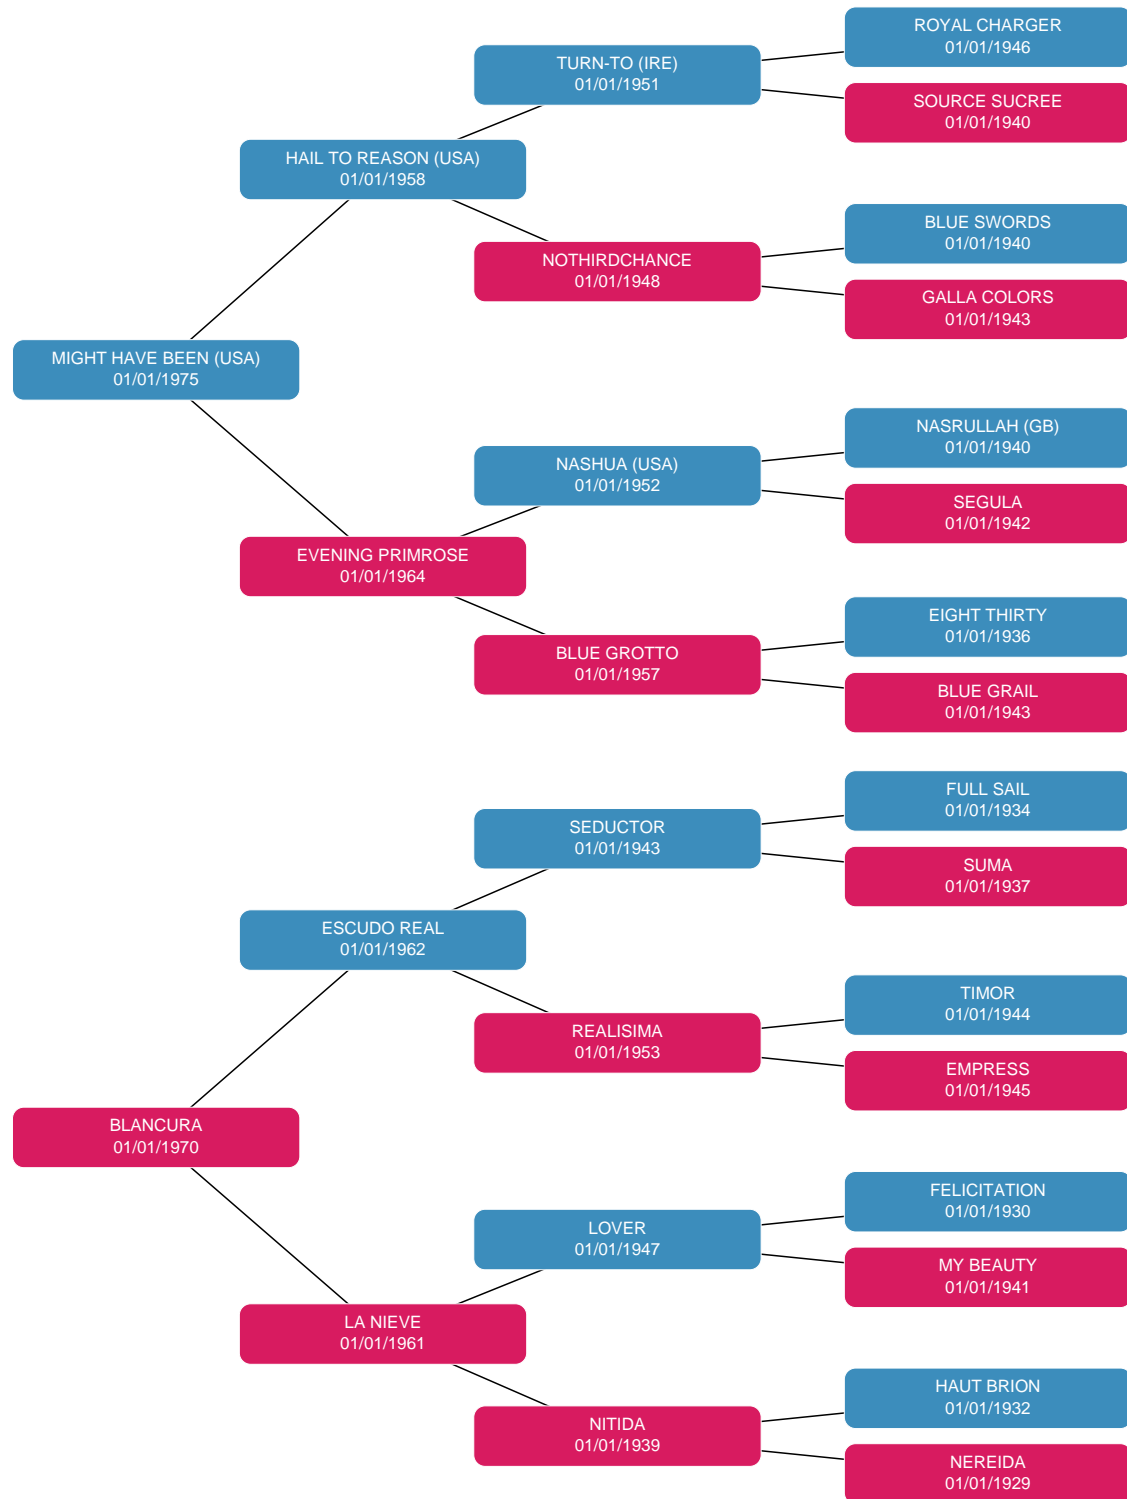 ROYAL CHARGER
01/01/1946
TURN-TO (IRE)
01/01/1951
SOURCE SUCREE
01/01/1940
HAIL TO REASON (USA)
01/01/1958
BLUE SWORDS
01/01/1940
NOTHIRDCHANCE
01/01/1948
GALLA COLORS
01/01/1943
MIGHT HAVE BEEN (USA)
01/01/1975
NASRULLAH (GB)
01/01/1940
NASHUA (USA)
01/01/1952
SEGULA
01/01/1942
EVENING PRIMROSE
01/01/1964
EIGHT THIRTY
01/01/1936
BLUE GROTTO
01/01/1957
BLUE GRAIL
01/01/1943
FULL SAIL
01/01/1934
SEDUCTOR
01/01/1943
SUMA
01/01/1937
ESCUDO REAL
01/01/1962
TIMOR
01/01/1944
REALISIMA
01/01/1953
EMPRESS
01/01/1945
BLANCURA
01/01/1970
FELICITATION
01/01/1930
LOVER
01/01/1947
MY BEAUTY
01/01/1941
LA NIEVE
01/01/1961
HAUT BRION
01/01/1932
NITIDA
01/01/1939
NEREIDA
01/01/1929